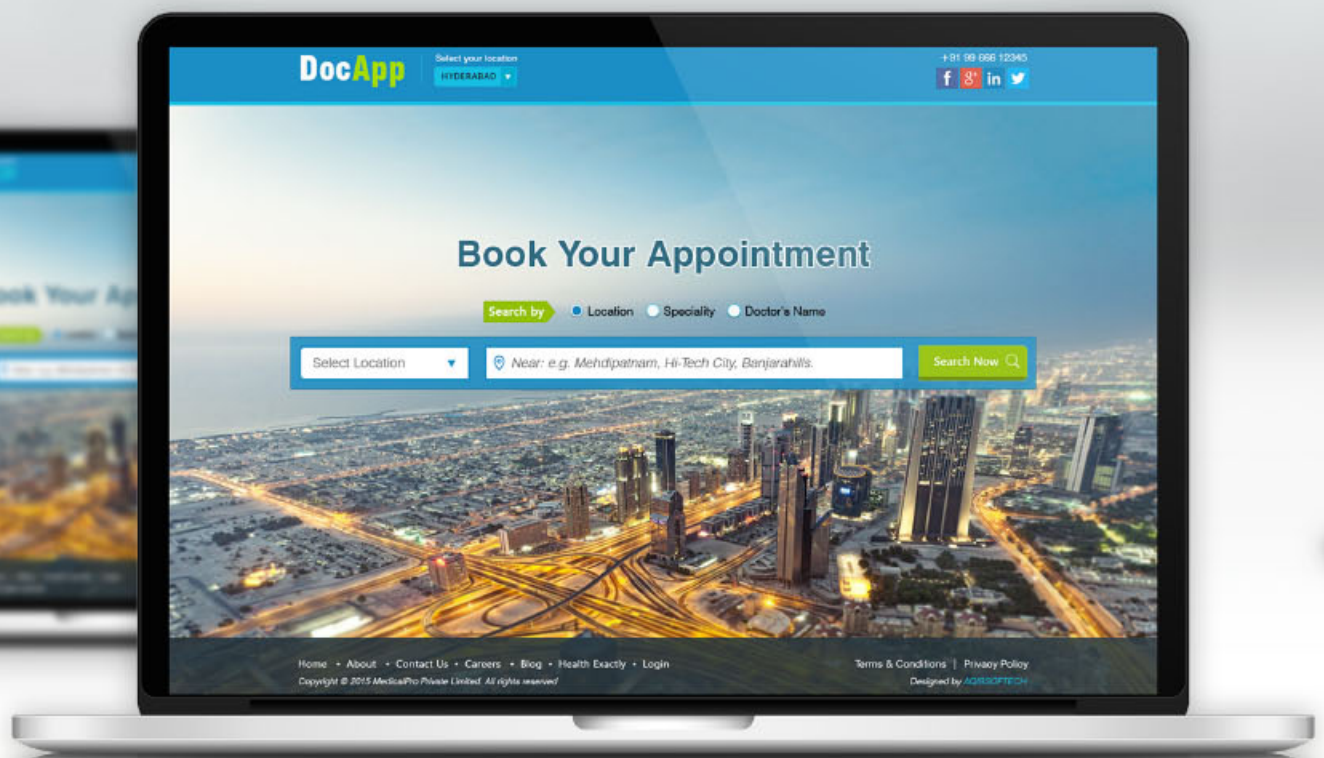 DocApp
Select your location
HYDERABAD
+91 99 666 12345
Book Your Appointment
Search by Location Speciality Doctor's Name
Select Location Near: e.g. Mehdipatnam, Hi-Tech City, Banjarahills. Search Now
Home • About • Contact Us • Careers • Blog • Health Exactly • Login
Terms & Conditions | Privacy Policy
Copyright © 2015 MedicalPro Private Limited. All rights reserved
Designed by